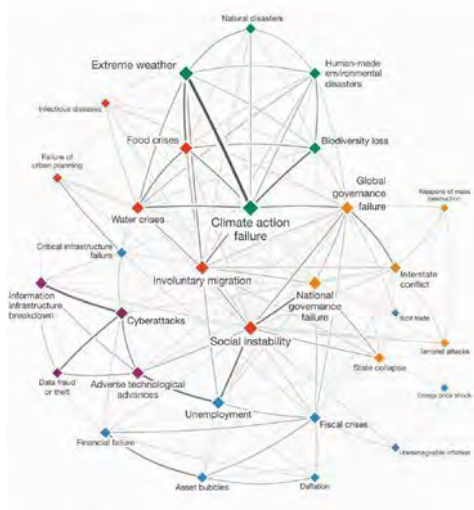 Natural disasters
Extreme weather
Human-made
environmental
disasters
Infectious diseases
Food crises
Biodiversity loss
Failure of
urban planning
Global
governance
failure
Weapons of mass
destruction
Water crises
Climate action
failure
Critical infrastructure
failure
Involuntary migration
Interstate
conflict
Information
infrastructure
breakdown
National
governance
failure
Cyberattacks
Illicit trade
Social instability
Terrorist attacks
State collapse
Data fraud
or theft
Adverse technological
advances
Energy price shock
Unemployment
Fiscal crises
Financial failure
Unmanageable inflation
Asset bubbles
Deflation